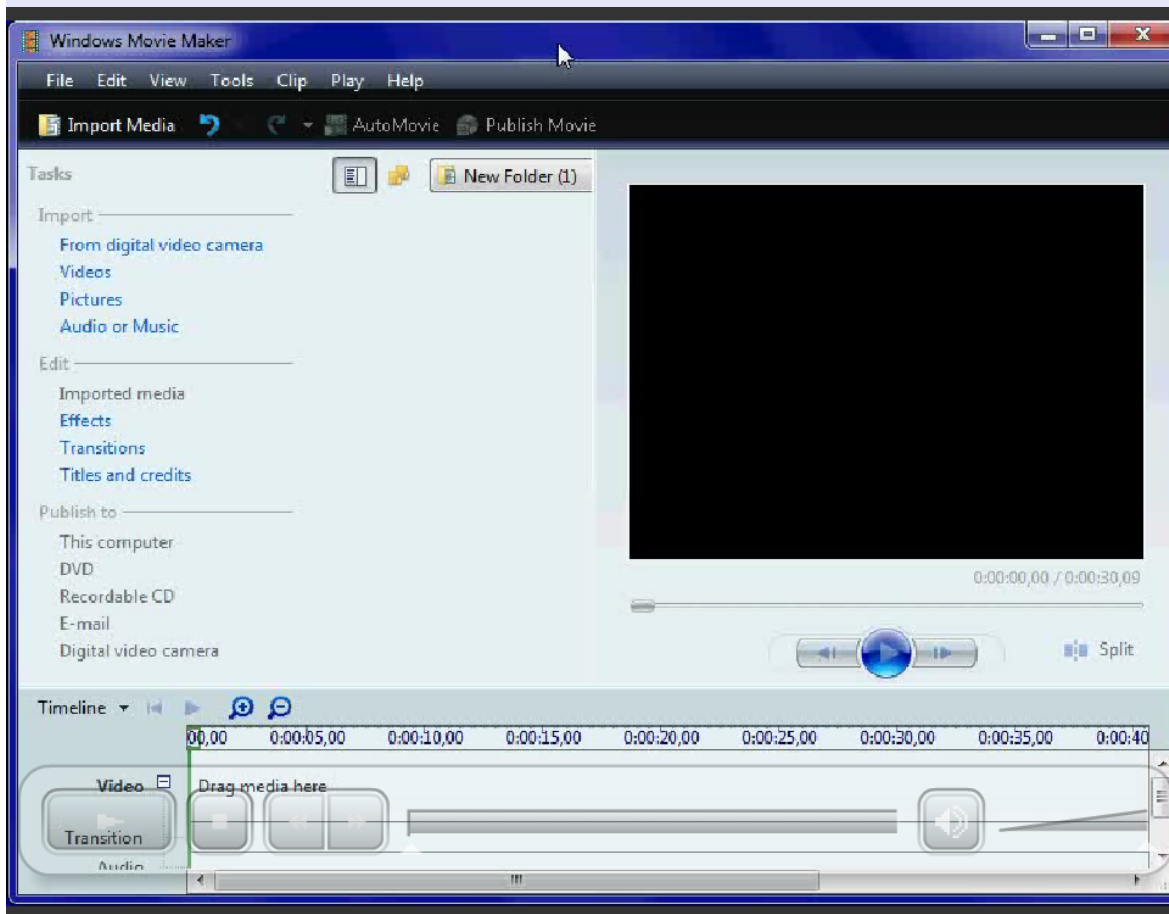 Windows Movie Maker
File Edit View Tools Clip Play Help
Import Media AutoMovie Publish Movie
Tasks
New Folder (1)
Import
From digital video camera
Videos
Pictures
Audio or Music
Edit
Imported media
Effects
Transitions
Titles and credits
Publish to
This computer
DVD
Recordable CD
E-mail
Digital video camera
0:00:00,00 / 0:00:30,09
Split
Timeline
00,00 0:00:05,00 0:00:10,00 0:00:15,00 0:00:20,00 0:00:25,00 0:00:30,00 0:00:35,00 0:00:40
Video Drag media here
Transition
Audio